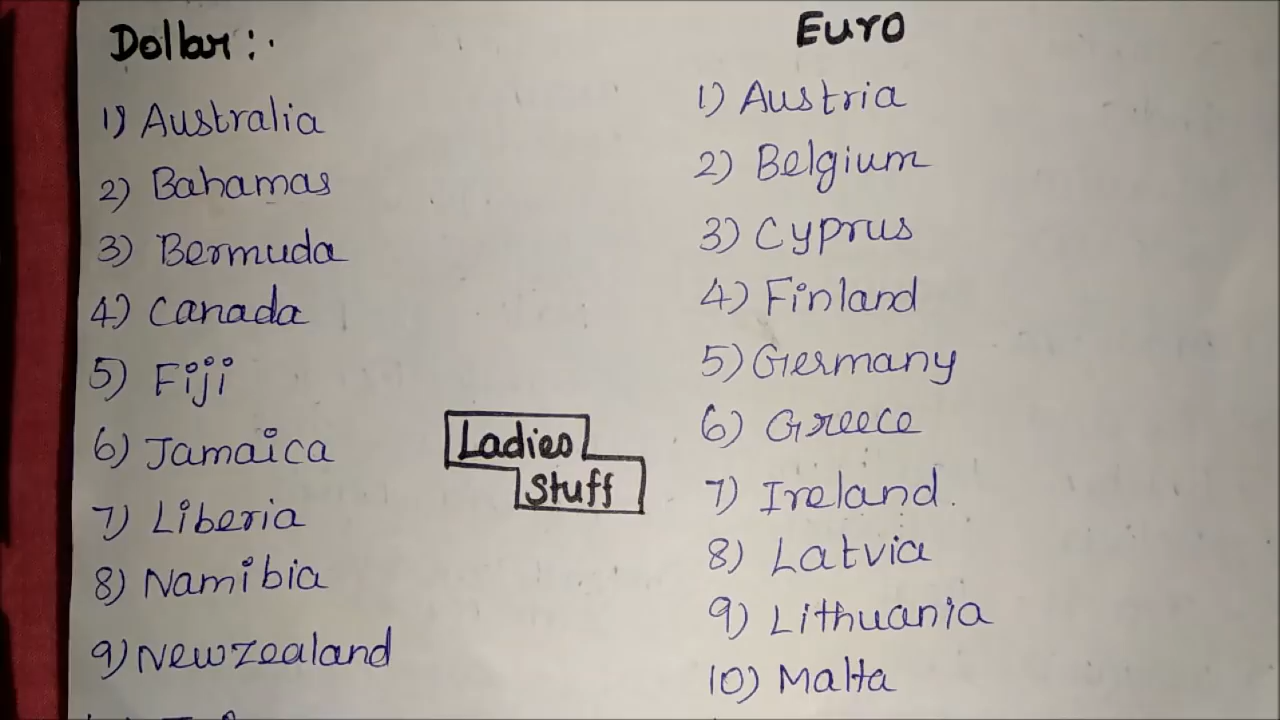 Dollar :.
1) Australia
2) Bahamas
3) Bermuda
4) Canada
5) Fiji
6) Jamaica
7) Liberia
8) Namibia
9) Newzealand
Ladies
Stuff
Euro
1) Austria
2) Belgium
3) Cyprus
4) Finland
5) Germany
6) Greece
7) Ireland.
8) Latvia
9) Lithuania
10) Malta